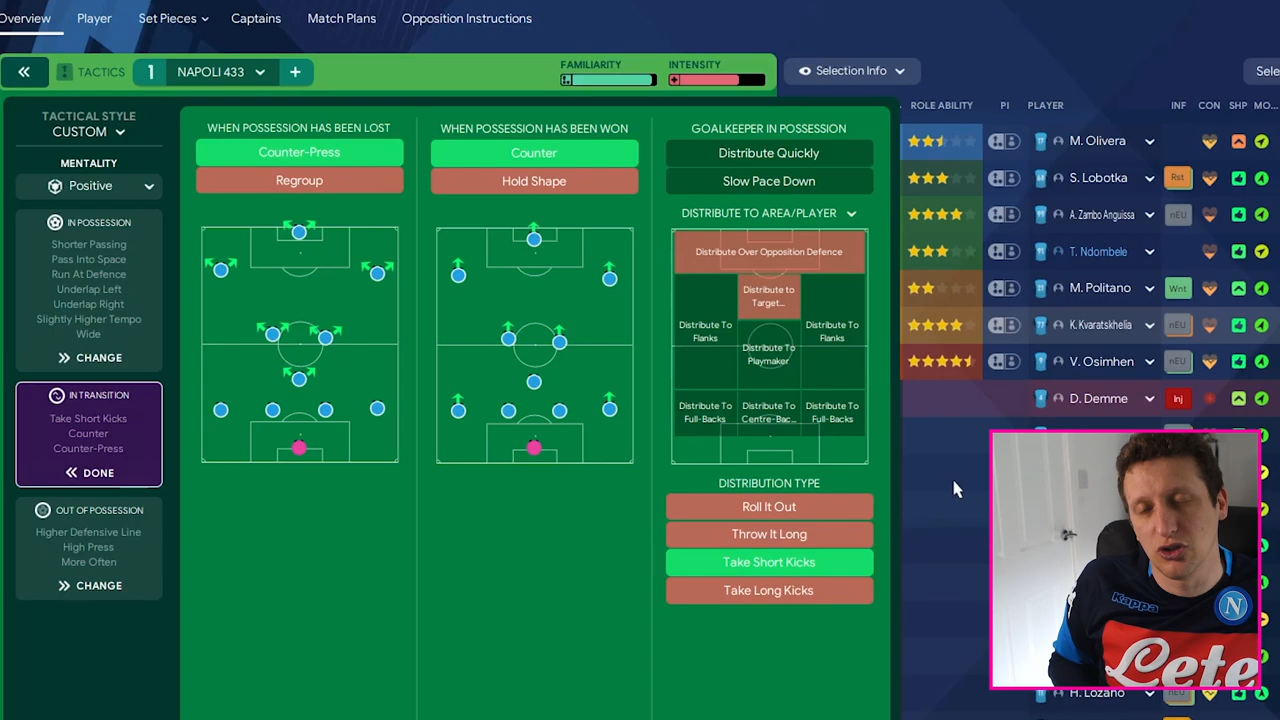 Overview
Player
Set Pieces
Captains
Match Plans
Opposition Instructions
TACTICS
1
NAPOLI 433
+
FAMILIARITY
INTENSITY
Selection Info
TACTICAL STYLE
CUSTOM
MENTALITY
Positive
IN POSSESSION
Shorter Passing
Pass Into Space
Run At Defence
Underlap Left
Underlap Right
Slightly Higher Tempo
Wide
CHANGE
IN TRANSITION
Take Short Kicks
Counter
Counter-Press
DONE
OUT OF POSSESSION
Higher Defensive Line
High Press
More Often
CHANGE
WHEN POSSESSION HAS BEEN LOST
Counter-Press
Regroup
WHEN POSSESSION HAS BEEN WON
Counter
Hold Shape
GOALKEEPER IN POSSESSION
Distribute Quickly
Slow Pace Down
DISTRIBUTE TO AREA/PLAYER
Distribute Over Opposition Defence
Distribute to
Target...
Distribute To
Flanks
Distribute To
Playmaker
Distribute To
Flanks
Distribute To
Full-Backs
Distribute To
Centre-Bac...
Distribute To
Full-Backs
DISTRIBUTION TYPE
Roll It Out
Throw It Long
Take Short Kicks
Take Long Kicks
ROLE ABILITY PI PLAYER INF CON SHP MO...
M. Olivera
S. Lobotka Rst
A. Zambo Anguissa nEU
T. Ndombele
M. Politano Wnt
K. Kvaratskhelia nEU
V. Osimhen nEU
D. Demme Inj
H. Lozano
Kappa
N
Lete